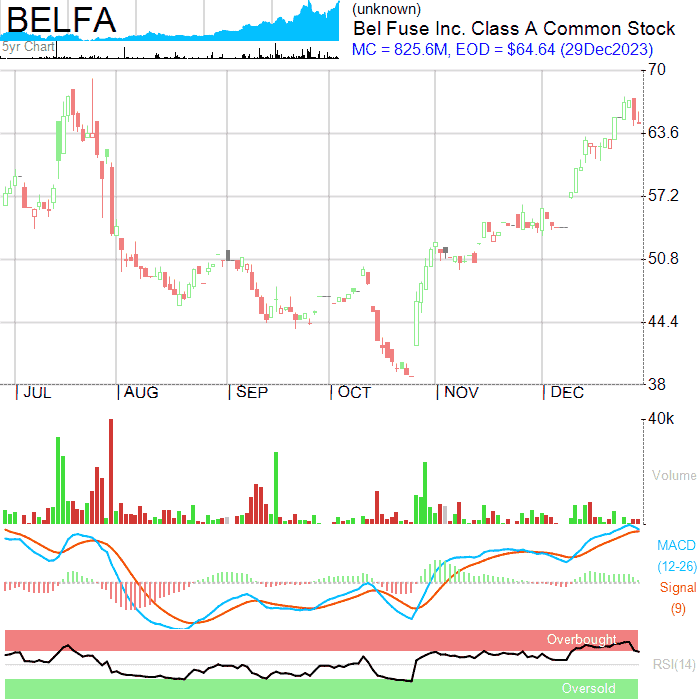 BELFA
5yr Chart
(unknown)
Bel Fuse Inc. Class A Common Stock
MC = 825.6M, EOD = $64.64 (29Dec2023)
70
63.6
57.2
50.8
44.4
38
JUL AUG SEP OCT NOV DEC
40k
Volume
MACD
(12-26)
Signal
(9)
Overbought
RSI(14)
Oversold